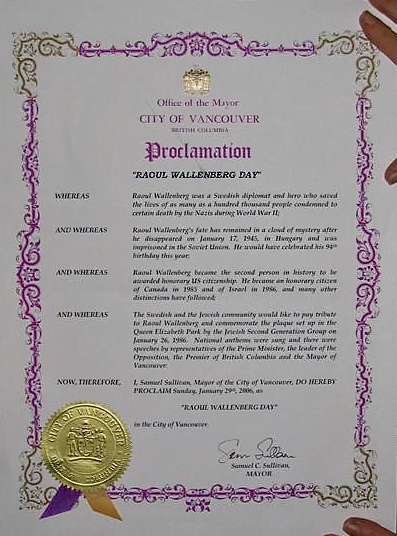 Office of the Mayor
CITY OF VANCOUVER
BRITISH COLUMBIA
Proclamation
"RAOUL WALLENBERG DAY"
WHEREAS Raoul Wallenberg was a Swedish diplomat and hero who saved
the lives of as many as a hundred thousand people condemned to
certain death by the Nazis during World War II;
AND WHEREAS Raoul Wallenberg's fate has remained in a cloud of mystery after
he disappeared on January 17, 1945, in Hungary and was
imprisoned in the Soviet Union. He would have celebrated his 94th
birthday this year;
AND WHEREAS Raoul Wallenberg became the second person in history to be
awarded honorary US citizenship. He became an honorary citizen
of Canada in 1985 and of Israel in 1986, and many other
distinctions have followed;
AND WHEREAS The Swedish and the Jewish community would like to pay tribute
to Raoul Wallenberg and commemorate the plaque set up in the
Queen Elizabeth Park by the Jewish Second Generation Group on
January 26, 1986. National anthems were sung and there were
speeches by representatives of the Prime Minister, the leader of the
Opposition, the Premier of British Columbia and the Mayor of
Vancouver:
NOW, THEREFORE, I, Samuel Sullivan, Mayor of the City of Vancouver, DO HEREBY
PROCLAIM Sunday, January 29th, 2006, as
"RAOUL WALLENBERG DAY"
in the City of Vancouver.
Sam Sullivan
Samuel C. Sullivan,
MAYOR
CITY OF VANCOUVER